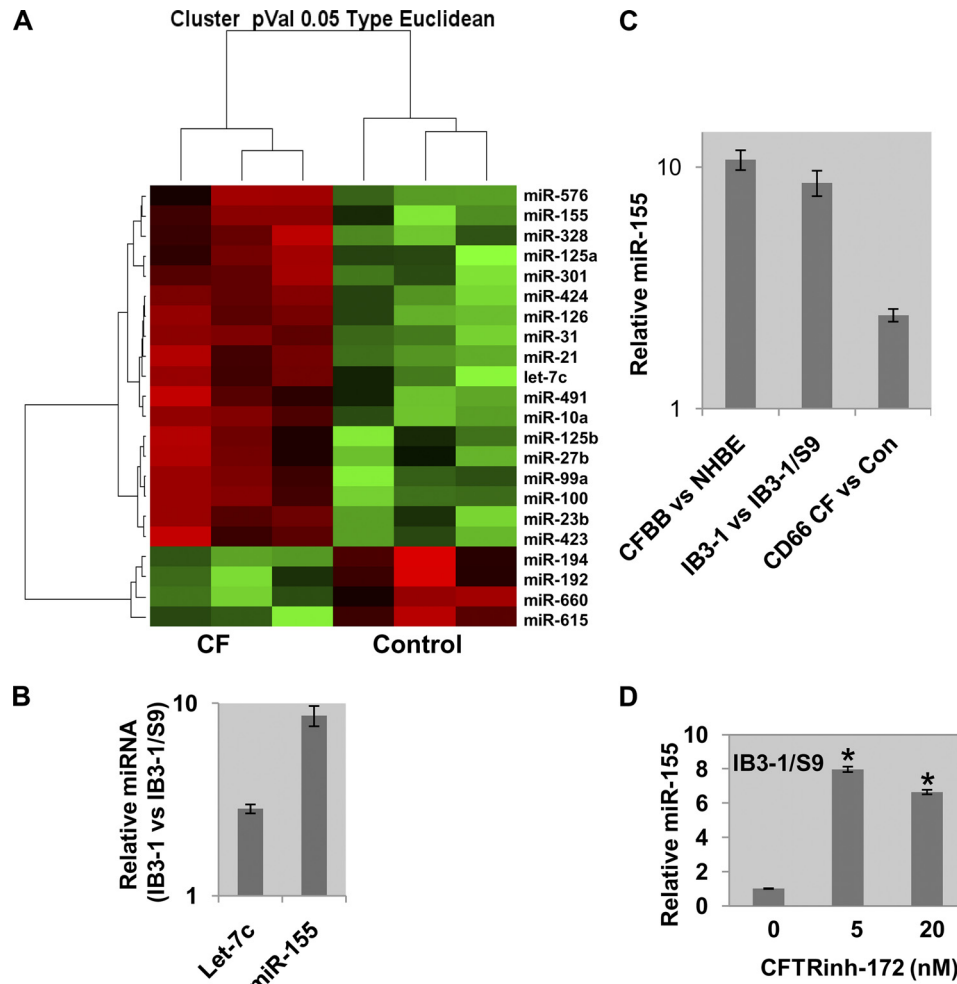 A
Cluster pVal 0.05 Type Euclidean
miR-576
miR-155
miR-328
miR-125a
miR-301
miR-424
miR-126
miR-31
miR-21
let-7c
miR-491
miR-10a
miR-125b
miR-27b
miR-99a
miR-100
miR-23b
miR-423
miR-194
miR-192
miR-660
miR-615
CF
Control
B
Relative miRNA
(IB3-1 vs IB3-1/S9)
10
1
Let-7c
miR-155
C
Relative miR-155
10
1
CFBB vs NHBE
IB3-1 vs IB3-1/S9
CD66 CF vs Con
D
Relative miR-155
10
8
6
4
2
0
IB3-1/S9
*
*
0
5
20
CFTRinh-172 (nM)